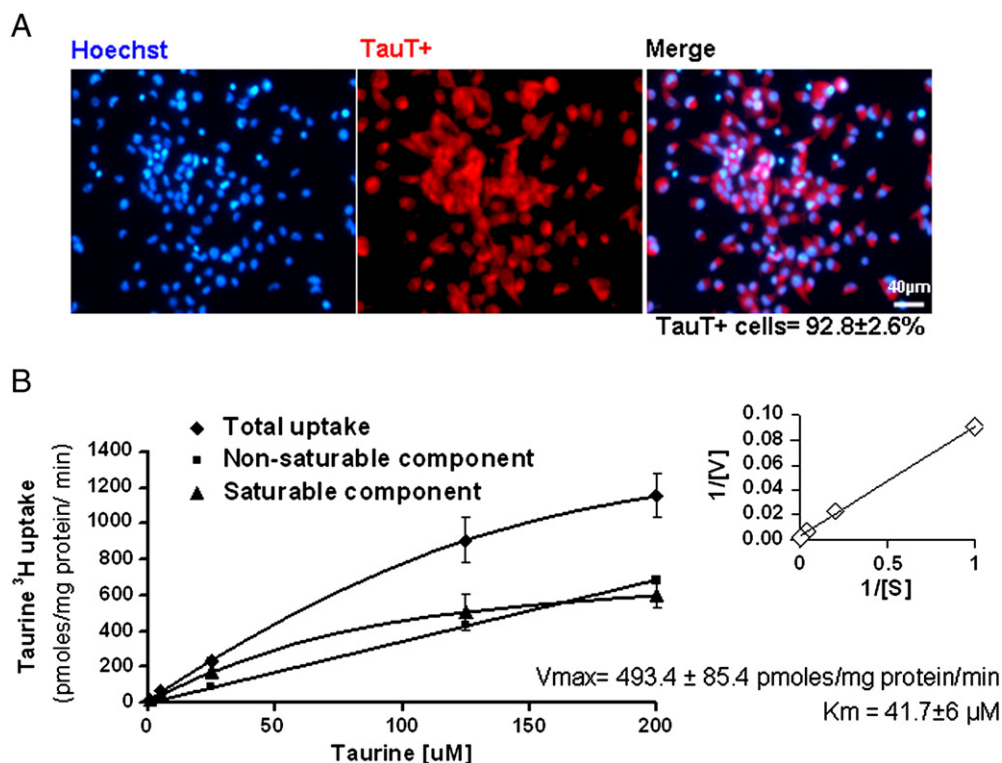 A
Hoechst TauT+ Merge
40µm
TauT+ cells= 92.8±2.6%
B
Total uptake
Non-saturable component
Saturable component
Taurine ³H uptake
(pmoles/mg protein/ min)
1400
1200
1000
800
600
400
200
0
0 50 100 150 200
Taurine [uM]
1/[V]
0.10
0.08
0.06
0.04
0.02
0.00
0 0.5 1
1/[S]
Vmax= 493.4 ± 85.4 pmoles/mg protein/min
Km = 41.7±6 µM